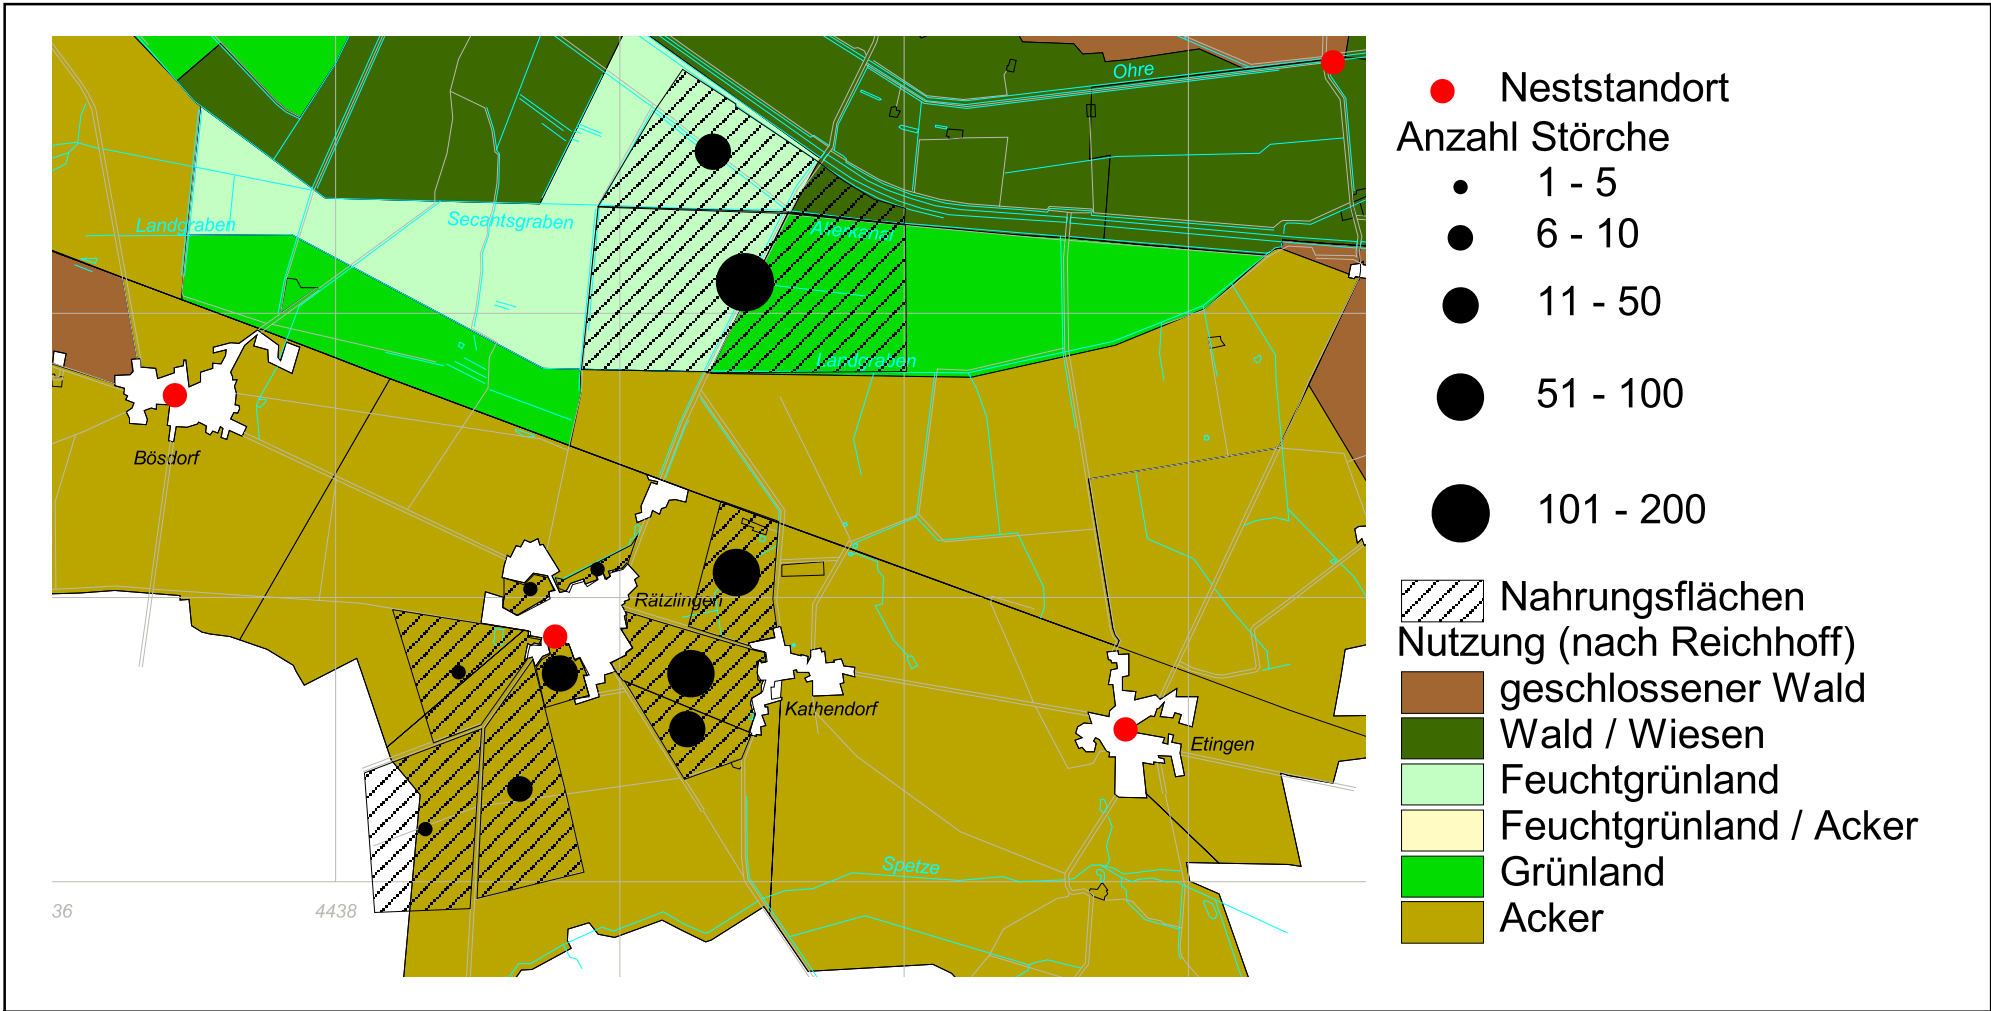 Ohre
Landgraben
Secantsgraben
Allerkanal
Landgraben
Bösdorf
Rätzlingen
Kathendorf
Etingen
Spetze
36
4438
Neststandort
Anzahl Störche
1 - 5
6 - 10
11 - 50
51 - 100
101 - 200
Nahrungsflächen
Nutzung (nach Reichhoff)
geschlossener Wald
Wald / Wiesen
Feuchtgrünland
Feuchtgrünland / Acker
Grünland
Acker